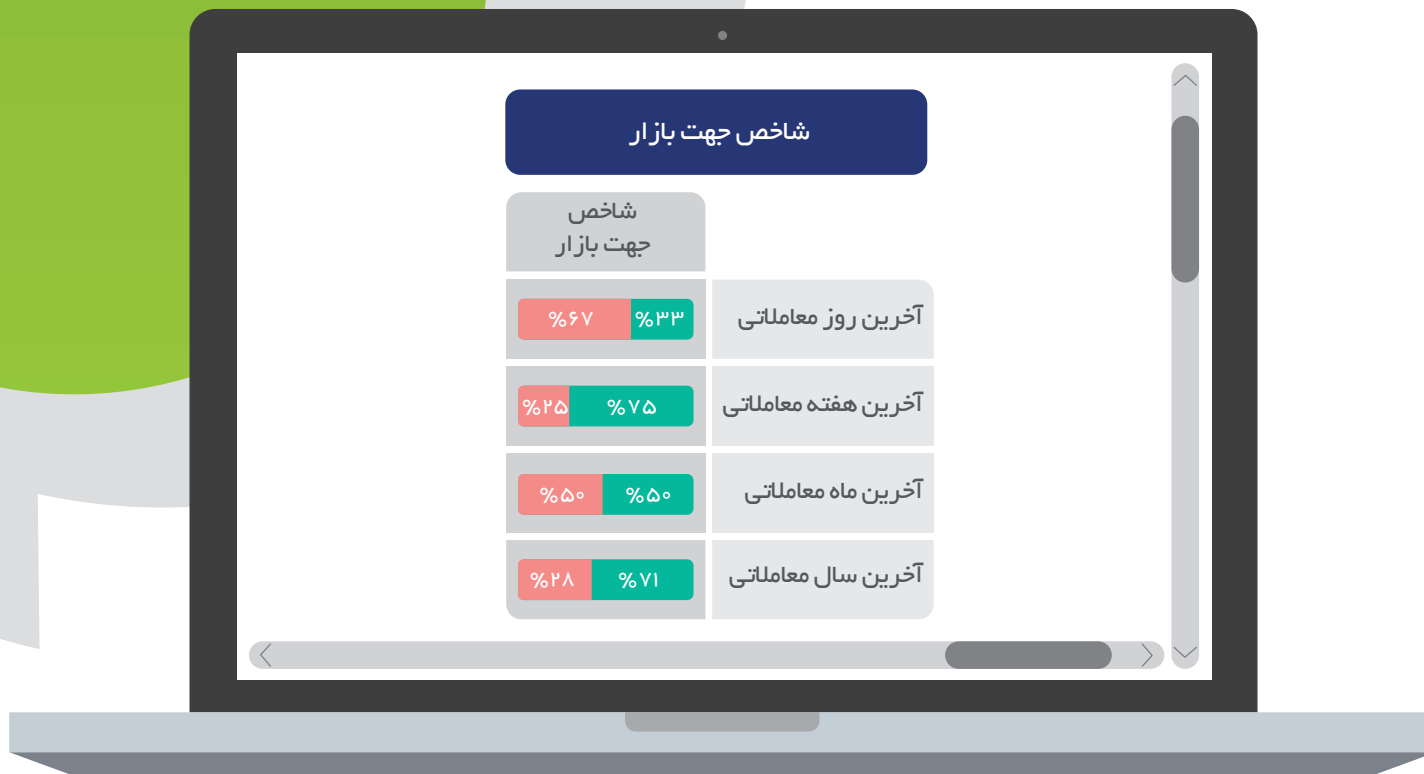 شاخص جهت بازار
شاخص
جهت بازار
آخرین روز معاملاتی
%۳۳ %۶۷
آخرین هفته معاملاتی
%۷۵ %۲۵
آخرین ماه معاملاتی
%۵۰ %۵۰
آخرین سال معاملاتی
%۷۱ %۲۸